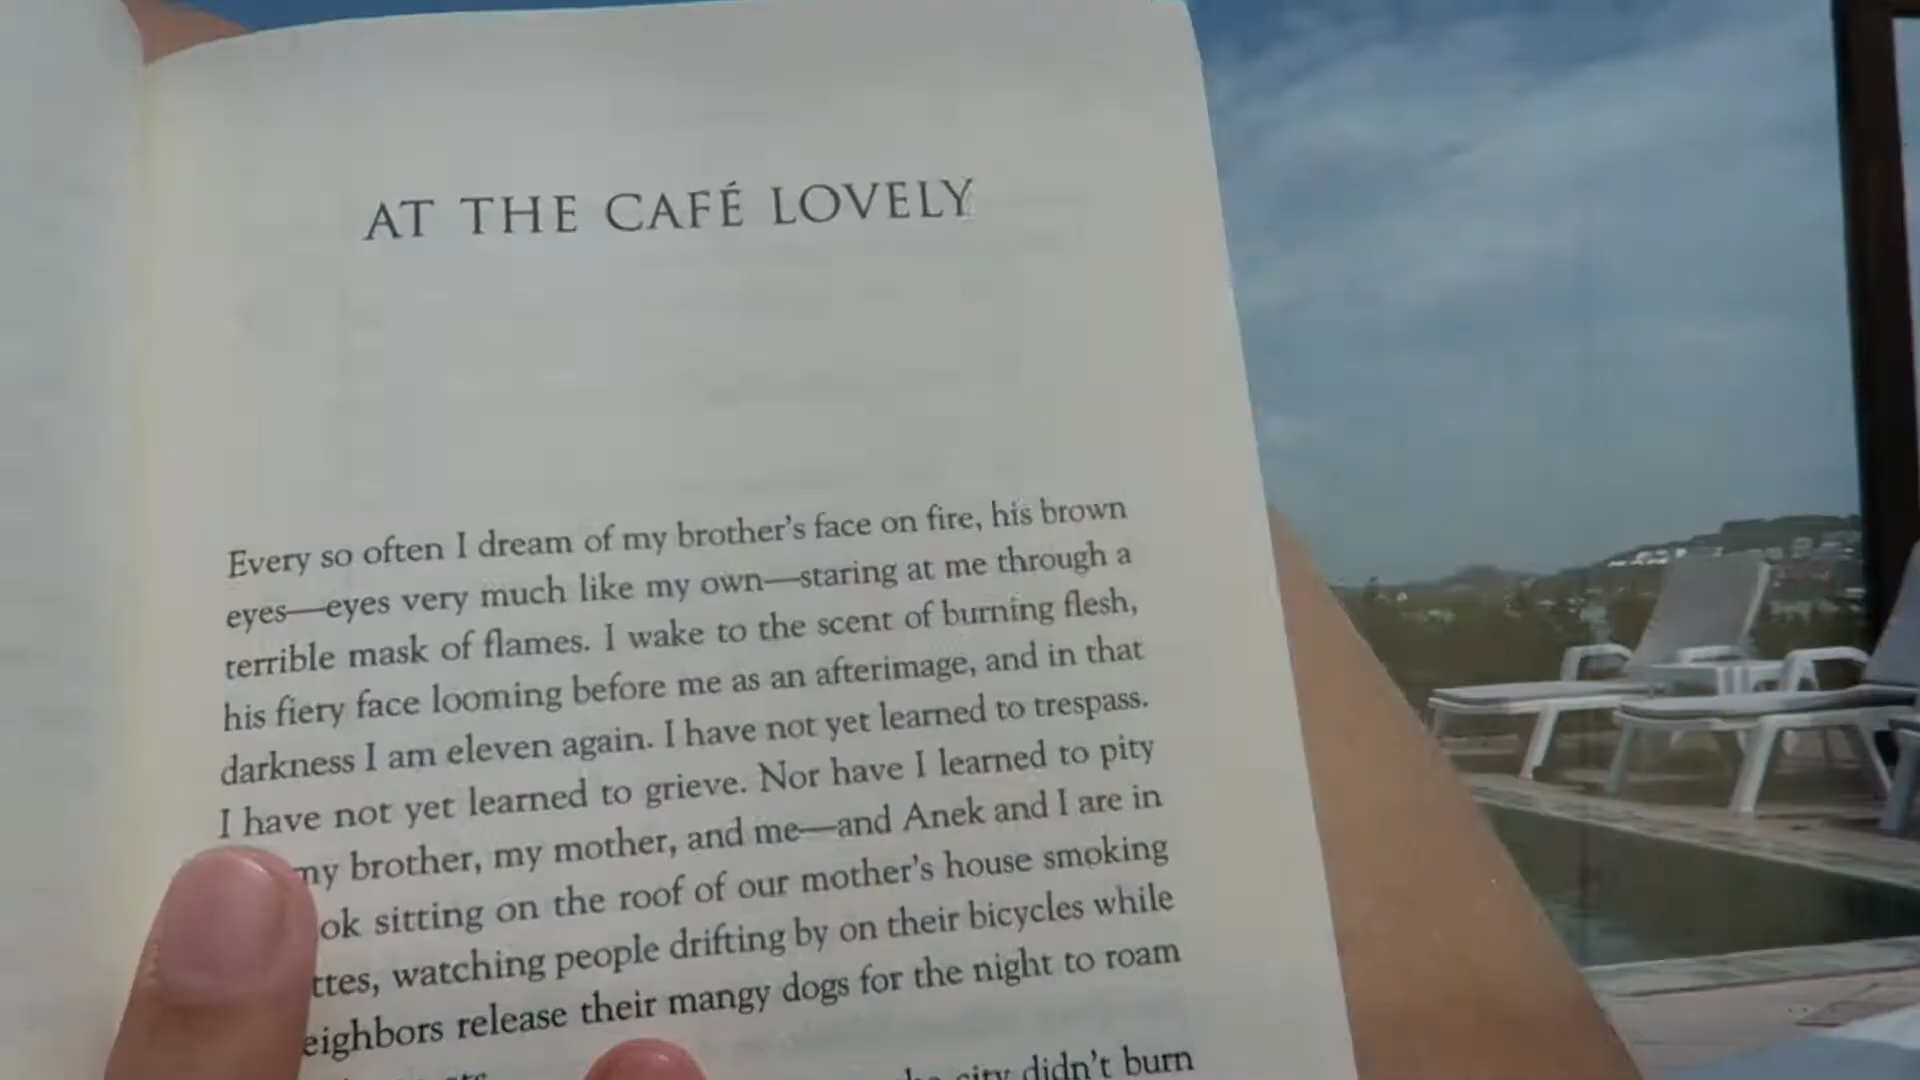 AT THE CAFÉ LOVELY
Every so often I dream of my brother's face on fire, his brown
eyes—eyes very much like my own—staring at me through a
terrible mask of flames. I wake to the scent of burning flesh,
his fiery face looming before me as an afterimage, and in that
darkness I am eleven again. I have not yet learned to trespass.
I have not yet learned to grieve. Nor have I learned to pity
my brother, my mother, and me—and Anek and I are in
sitting on the roof of our mother's house smoking
watching people drifting by on their bicycles while
release their mangy dogs for the night to roam
city didn't burn